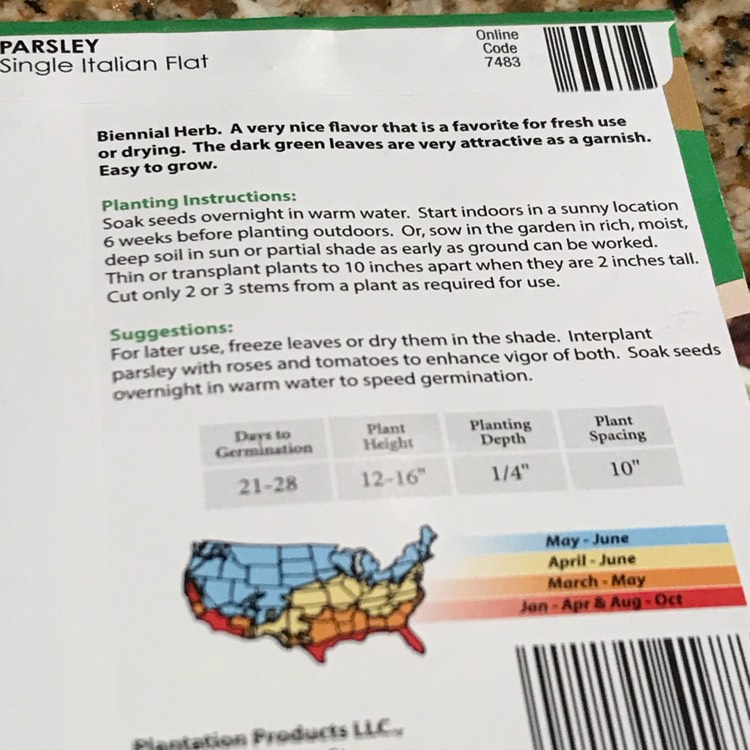 PARSLEY
Single Italian Flat
Online
Code
7483
Biennial Herb. A very nice flavor that is a favorite for fresh use
or drying. The dark green leaves are very attractive as a garnish.
Easy to grow.
Planting Instructions:
Soak seeds overnight in warm water. Start indoors in a sunny location
6 weeks before planting outdoors. Or, sow in the garden in rich, moist,
deep soil in sun or partial shade as early as ground can be worked.
Thin or transplant plants to 10 inches apart when they are 2 inches tall.
Cut only 2 or 3 stems from a plant as required for use.
Suggestions:
For later use, freeze leaves or dry them in the shade. Interplant
parsley with roses and tomatoes to enhance vigor of both. Soak seeds
overnight in warm water to speed germination.
Days to Germination
Plant Height
Planting Depth
Plant Spacing
21-28
12-16"
1/4"
10"
May - June
April - June
March - May
Jan - Apr & Aug - Oct
Plantation Products LLC.,